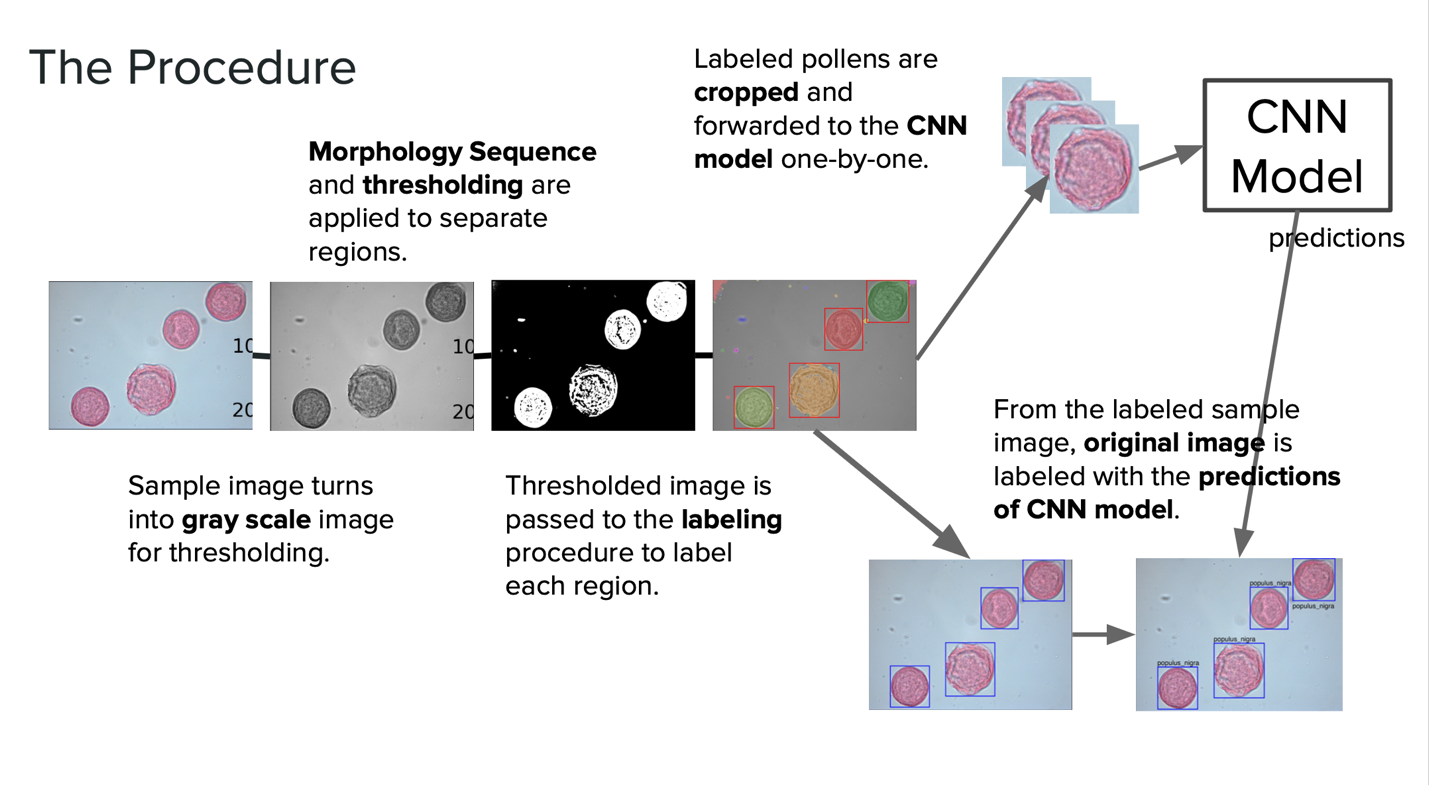 The Procedure
Morphology Sequence
and thresholding are
applied to separate
regions.
Labeled pollens are
cropped and
forwarded to the CNN
model one-by-one.
CNN
Model
predictions
10
20
10
20
Sample image turns
into gray scale image
for thresholding.
Thresholded image is
passed to the labeling
procedure to label
each region.
From the labeled sample
image, original image is
labeled with the predictions
of CNN model.
populus_nigra
populus_nigra
populus_nigra
populus_nigra